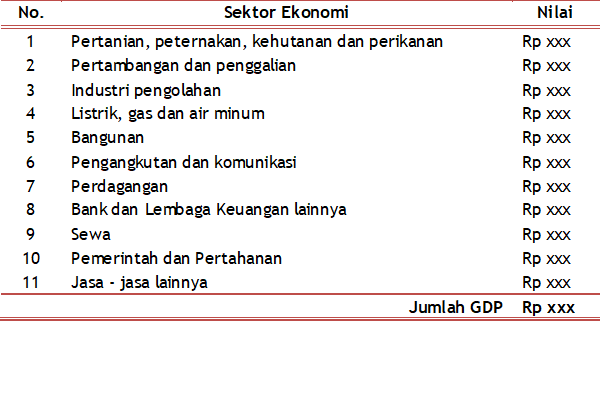 No. Sektor Ekonomi Nilai
1 Pertanian, peternakan, kehutanan dan perikanan Rp xxx
2 Pertambangan dan penggalian Rp xxx
3 Industri pengolahan Rp xxx
4 Listrik, gas dan air minum Rp xxx
5 Bangunan Rp xxx
6 Pengangkutan dan komunikasi Rp xxx
7 Perdagangan Rp xxx
8 Bank dan Lembaga Keuangan lainnya Rp xxx
9 Sewa Rp xxx
10 Pemerintah dan Pertahanan Rp xxx
11 Jasa - jasa lainnya Rp xxx
Jumlah GDP Rp xxx